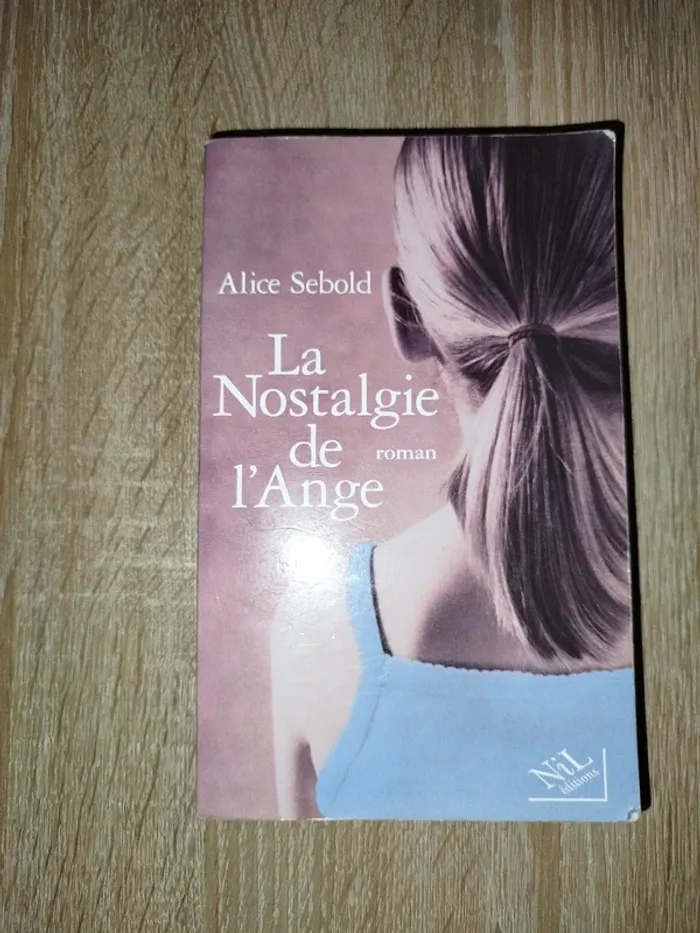 Alice Sebold
La
Nostalgie
de
roman
l'Ange
NiL
éditions